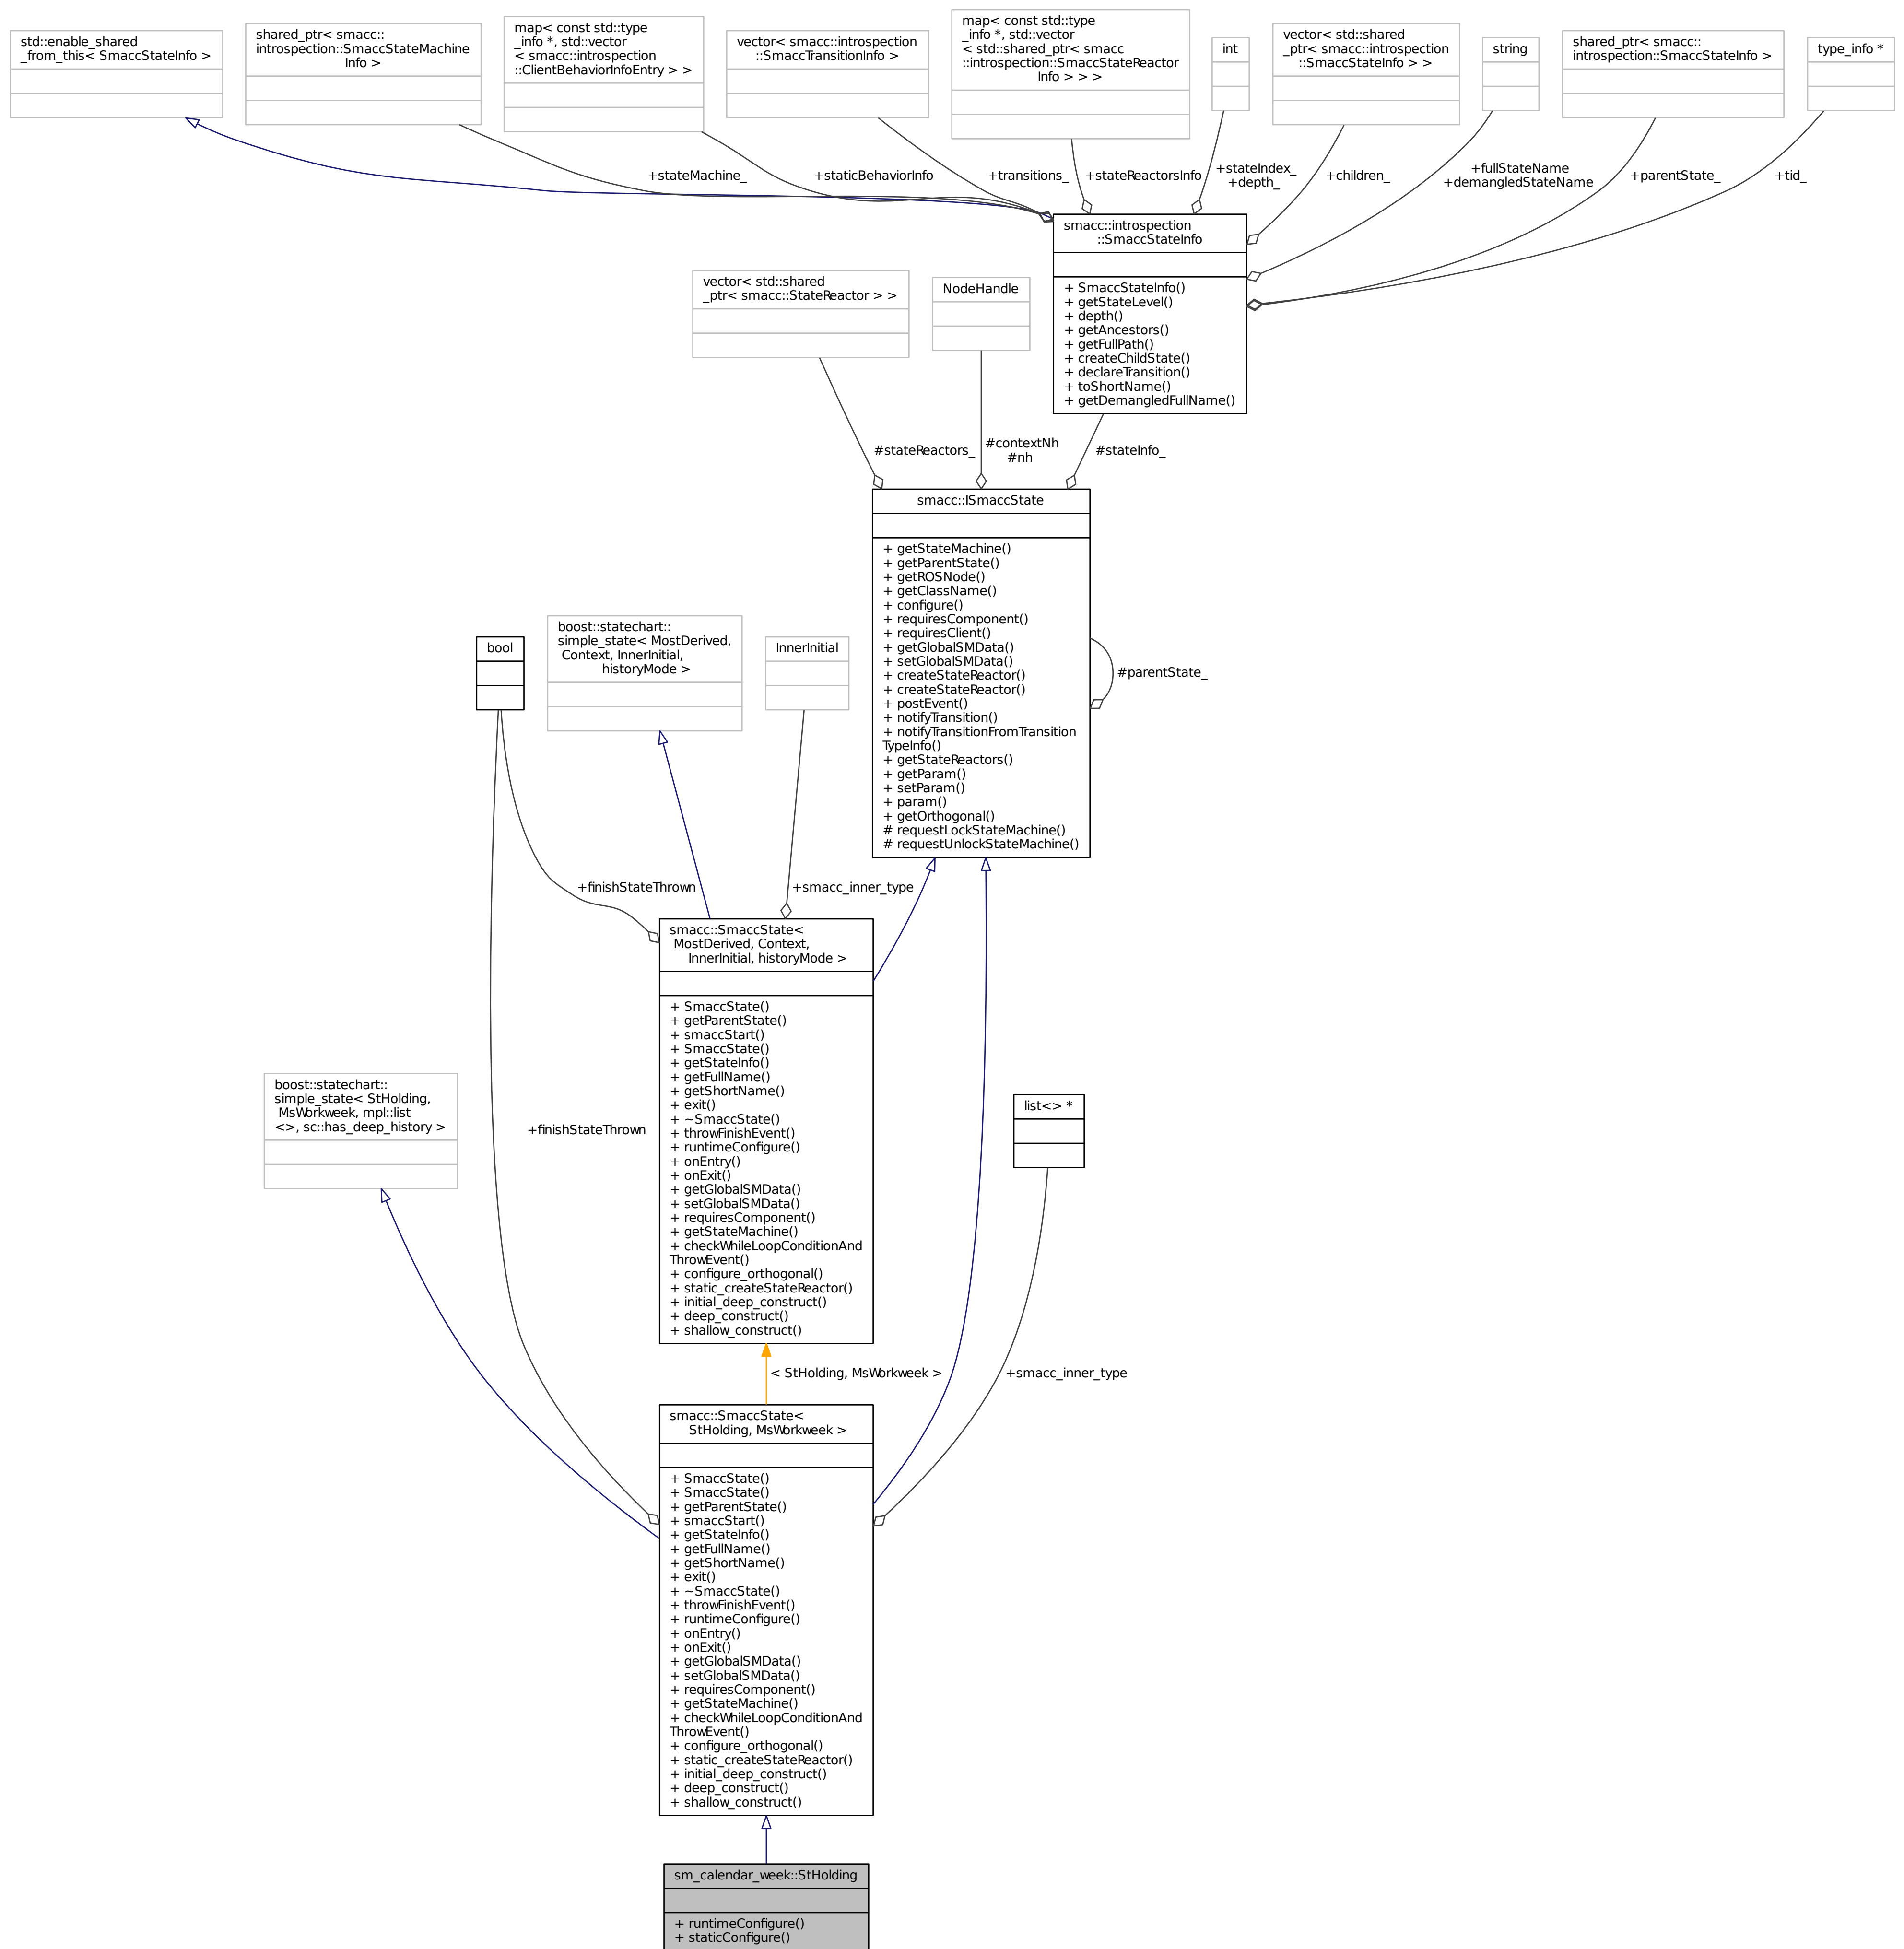 std::enable_shared
_from_this< SmaccStateInfo >
shared_ptr< smacc::
introspection::SmaccStateMachine
Info >
map< const std::type
_info *, std::vector
< smacc::introspection
::ClientBehaviorInfoEntry > >
vector< smacc::introspection
::SmaccTransitionInfo >
map< const std::type
_info *, std::vector
< std::shared_ptr< smacc
::introspection::SmaccStateReactor
Info > > >
int
vector< std::shared
_ptr< smacc::introspection
::SmaccStateInfo > >
string
shared_ptr< smacc::
introspection::SmaccStateInfo >
type_info *
+stateMachine_
+staticBehaviorInfo
+transitions_
+stateReactorsInfo
+stateIndex_
+depth_
+children_
+fullStateName
+demangledStateName
+parentState_
+tid_
smacc::introspection
::SmaccStateInfo
+ SmaccStateInfo()
+ getStateLevel()
+ depth()
+ getAncestors()
+ getFullPath()
+ createChildState()
+ declareTransition()
+ toShortName()
+ getDemangledFullName()
vector< std::shared
_ptr< smacc::StateReactor > >
NodeHandle
#stateReactors_
#contextNh
#nh
#stateInfo_
smacc::ISmaccState
+ getStateMachine()
+ getParentState()
+ getROSNode()
+ getClassName()
+ configure()
+ requiresComponent()
+ requiresClient()
+ getGlobalSMData()
+ setGlobalSMData()
+ createStateReactor()
+ createStateReactor()
+ postEvent()
+ notifyTransition()
+ notifyTransitionFromTransition
TypeInfo()
+ getStateReactors()
+ getParam()
+ setParam()
+ param()
+ getOrthogonal()
# requestLockStateMachine()
# requestUnlockStateMachine()
#parentState_
bool
boost::statechart::
simple_state< MostDerived,
Context, InnerInitial,
historyMode >
InnerInitial
+finishStateThrown
+smacc_inner_type
smacc::SmaccState<
MostDerived, Context,
InnerInitial, historyMode >
+ SmaccState()
+ getParentState()
+ smaccStart()
+ SmaccState()
+ getStateInfo()
+ getFullName()
+ getShortName()
+ exit()
+ ~SmaccState()
+ throwFinishEvent()
+ runtimeConfigure()
+ onEntry()
+ onExit()
+ getGlobalSMData()
+ setGlobalSMData()
+ requiresComponent()
+ getStateMachine()
+ checkWhileLoopConditionAnd
ThrowEvent()
+ configure_orthogonal()
+ static_createStateReactor()
+ initial_deep_construct()
+ deep_construct()
+ shallow_construct()
boost::statechart::
simple_state< StHolding,
MsWorkweek, mpl::list
<>, sc::has_deep_history >
+finishStateThrown
list<> *
< StHolding, MsWorkweek >
+smacc_inner_type
smacc::SmaccState<
StHolding, MsWorkweek >
+ SmaccState()
+ SmaccState()
+ getParentState()
+ smaccStart()
+ getStateInfo()
+ getFullName()
+ getShortName()
+ exit()
+ ~SmaccState()
+ throwFinishEvent()
+ runtimeConfigure()
+ onEntry()
+ onExit()
+ getGlobalSMData()
+ setGlobalSMData()
+ requiresComponent()
+ getStateMachine()
+ checkWhileLoopConditionAnd
ThrowEvent()
+ configure_orthogonal()
+ static_createStateReactor()
+ initial_deep_construct()
+ deep_construct()
+ shallow_construct()
sm_calendar_week::StHolding
+ runtimeConfigure()
+ staticConfigure()